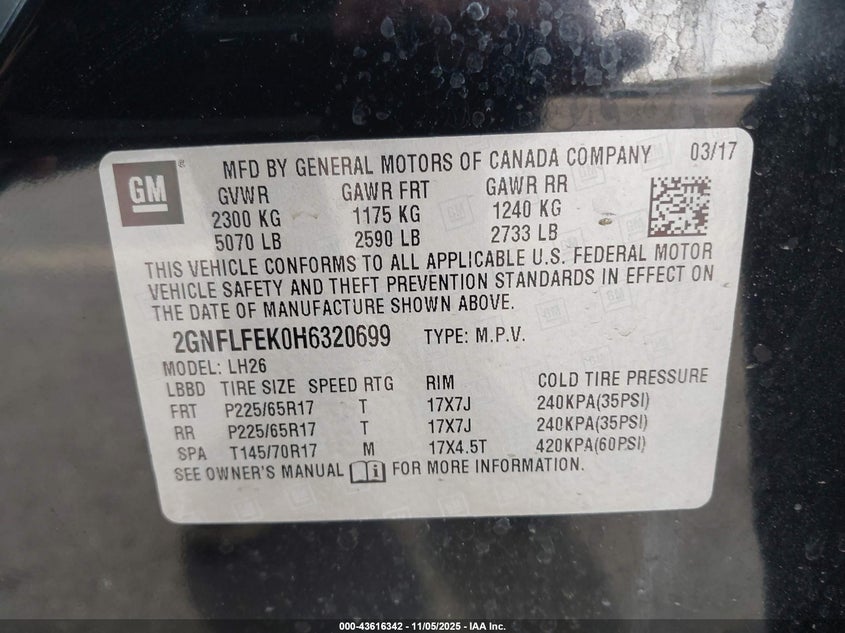 GM ® MFD BY GENERAL MOTORS OF CANADA COMPANY 03/17
GVWR GAWR FRT GAWR RR
2300 KG 1175 KG 1240 KG
5070 LB 2590 LB 2733 LB
THIS VEHICLE CONFORMS TO ALL APPLICABLE U.S. FEDERAL MOTOR
VEHICLE SAFETY AND THEFT PREVENTION STANDARDS IN EFFECT ON
THE DATE OF MANUFACTURE SHOWN ABOVE.
2GNFLFEK0H6320699 TYPE: M.P.V.
MODEL: LH26
LBBD TIRE SIZE SPEED RTG RIM COLD TIRE PRESSURE
FRT P225/65R17 T 17X7J 240KPA(35PSI)
RR P225/65R17 T 17X7J 240KPA(35PSI)
SPA T145/70R17 M 17X4.5T 420KPA(60PSI)
SEE OWNER'S MANUAL FOR MORE INFORMATION.
000-43616342 - 11/05/2025 - IAA Inc.